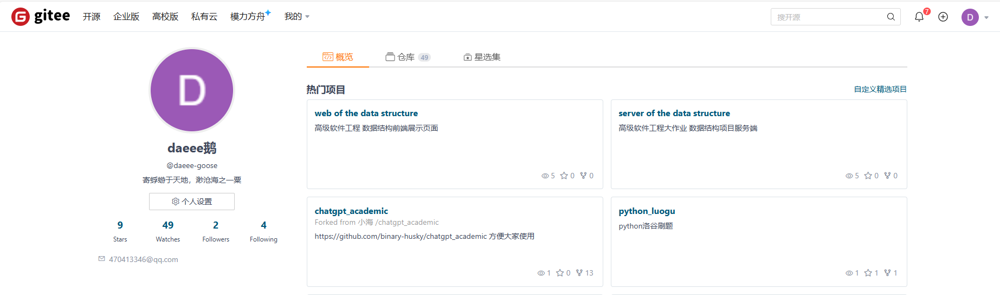 gitee 开源 企业版 高校版 私有云 模力方舟 我的 搜开源 7 D
D
daeee鹅
@daeee-goose
寄蜉蝣于天地，渺沧海之一粟
个人设置
9 49 2 4
Stars Watches Followers Following
470413346@qq.com
概览 仓库 49 星选集
热门项目 自定义精选项目
web of the data structure
高级软件工程 数据结构前端展示页面
5 0 0
server of the data structure
高级软件工程大作业 数据结构项目服务端
5 0 0
chatgpt_academic
Forked from 小海 /chatgpt_academic
https://github.com/binary-husky/chatgpt_academic 方便大家使用
1 0 13
python_luogu
python洛谷刷题
1 1 1